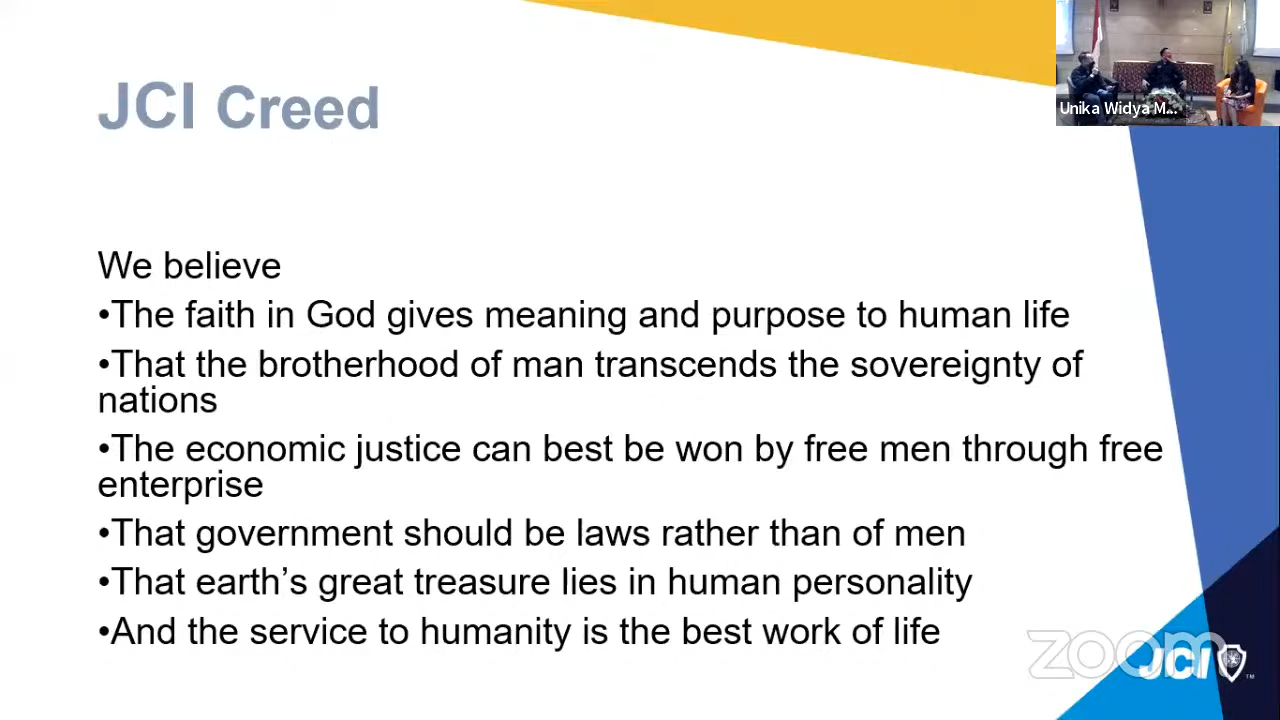 JCI Creed
Unika Widya M...
We believe
•The faith in God gives meaning and purpose to human life
•That the brotherhood of man transcends the sovereignty of
nations
•The economic justice can best be won by free men through free
enterprise
•That government should be laws rather than of men
•That earth’s great treasure lies in human personality
•And the service to humanity is the best work of life
zoom
JCI
TM